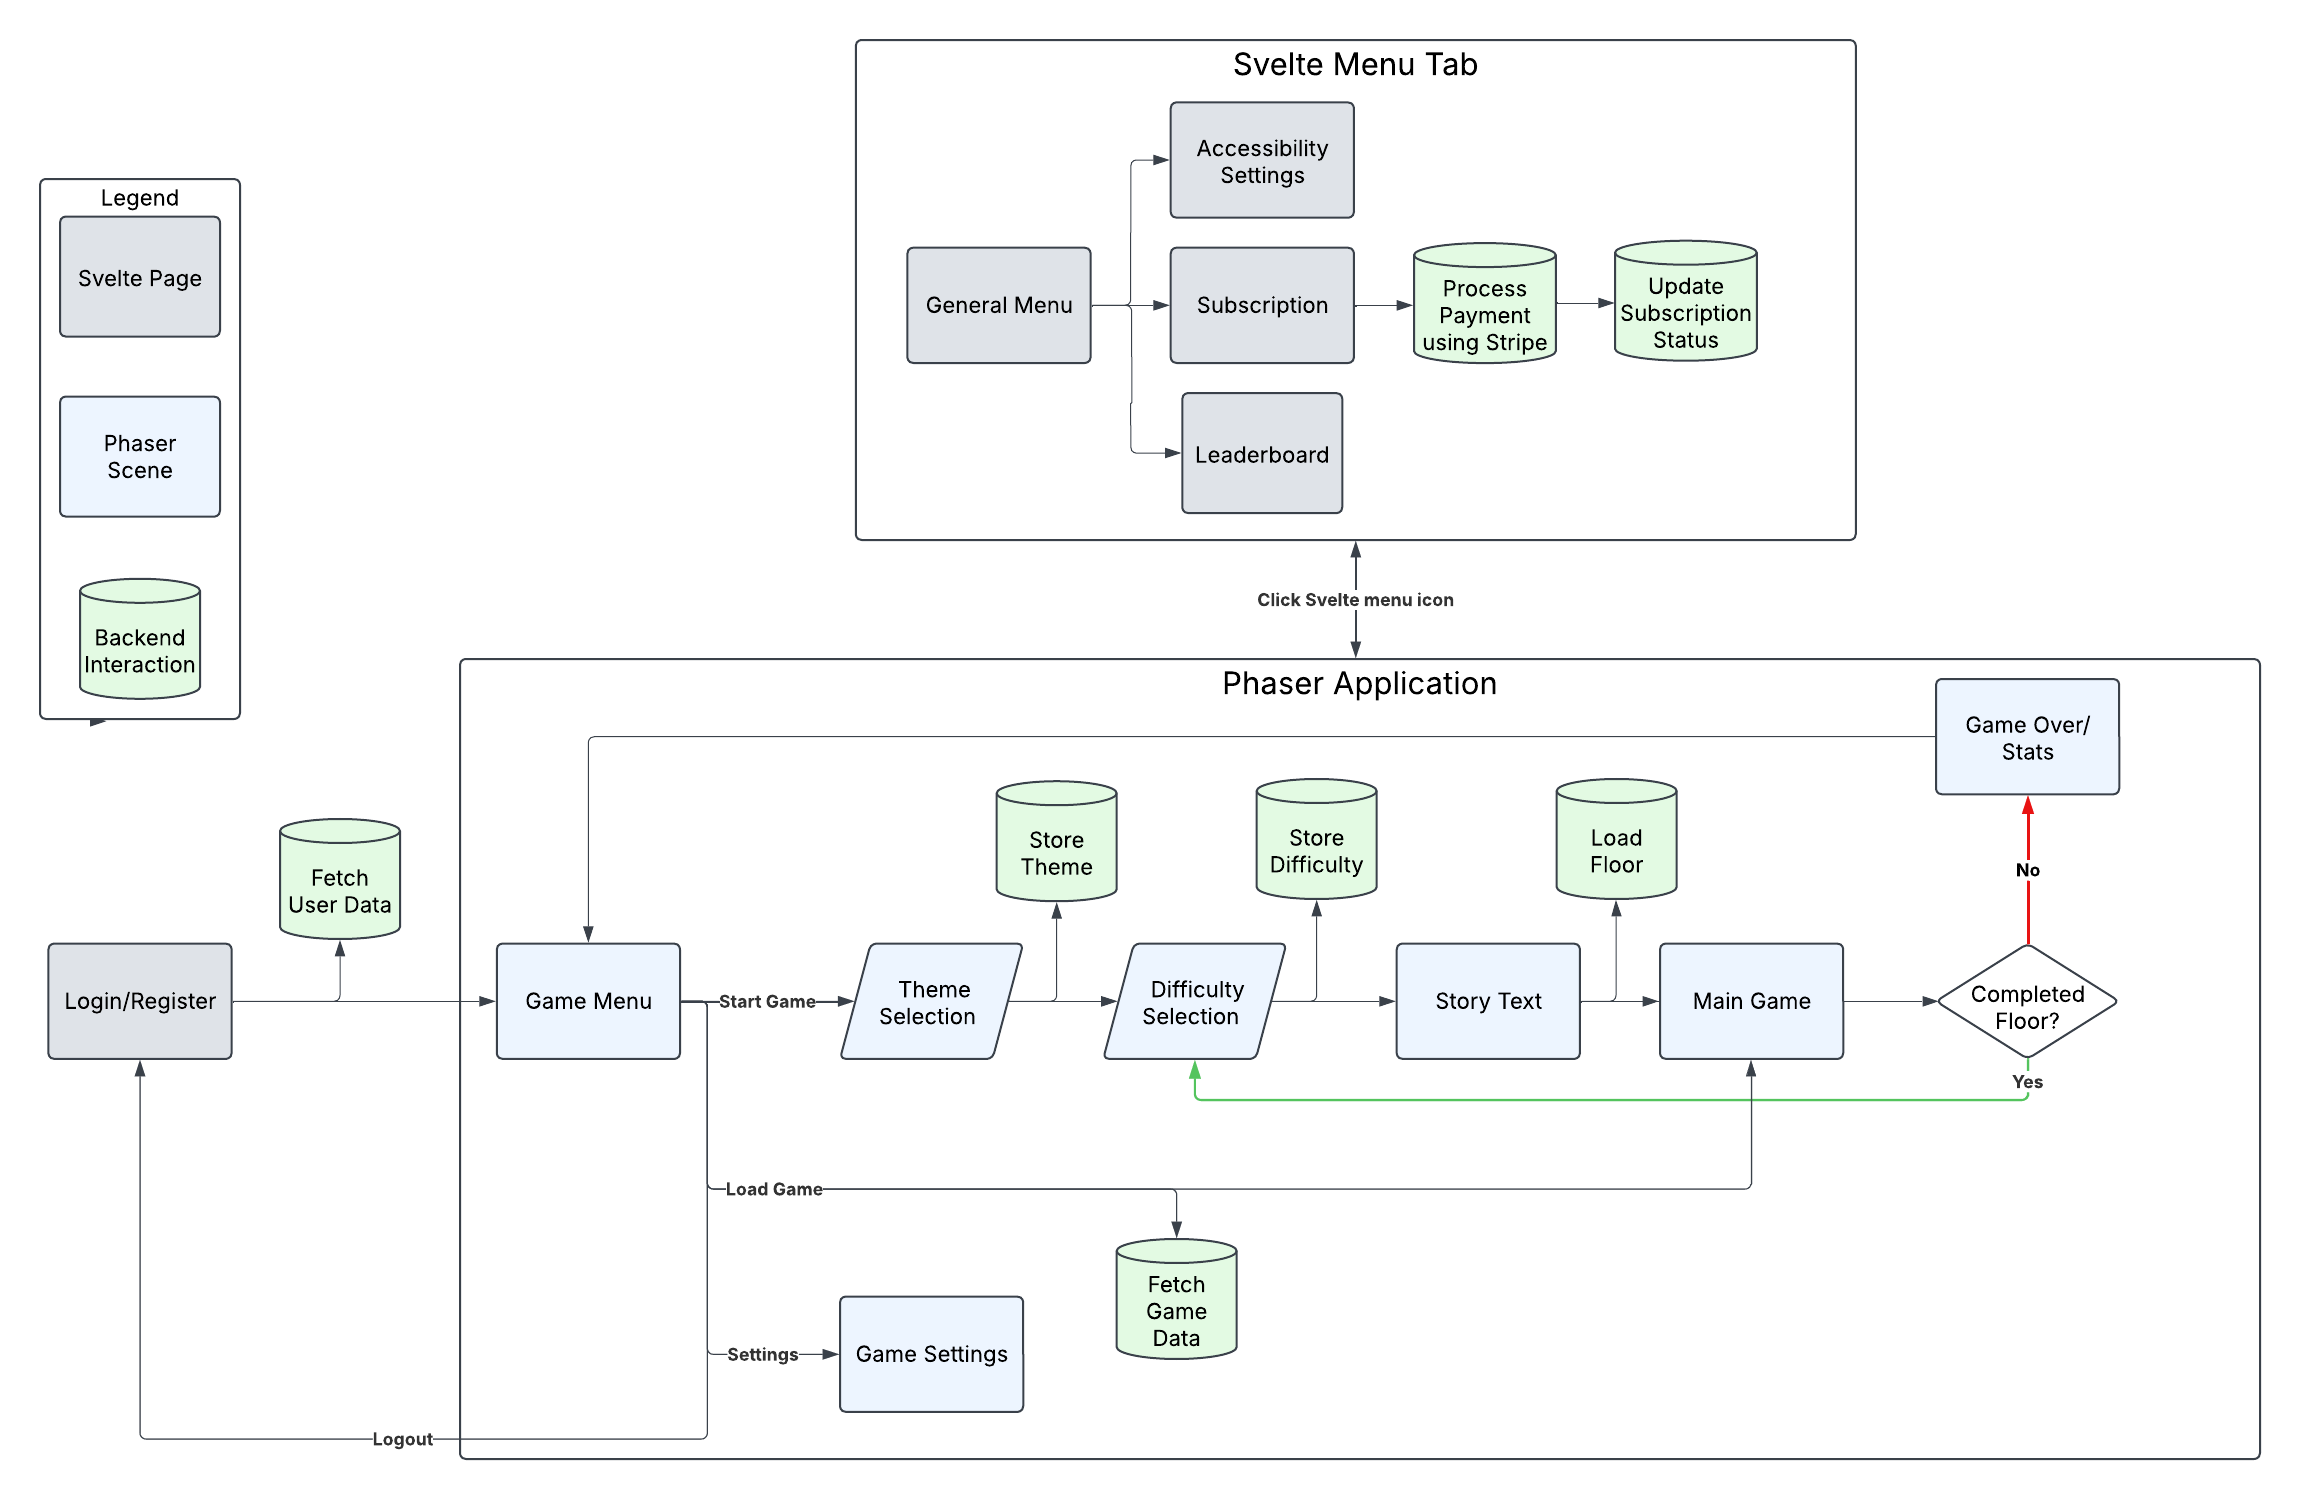 Svelte Menu Tab
Accessibility
Settings
General Menu
Subscription
Process
Payment
using Stripe
Update
Subscription
Status
Leaderboard
Legend
Svelte Page
Phaser
Scene
Backend
Interaction
Click Svelte menu icon
Phaser Application
Game Over/
Stats
Store
Theme
Store
Difficulty
Load
Floor
No
Fetch
User Data
Login/Register
Game Menu
Start Game
Theme
Selection
Difficulty
Selection
Story Text
Main Game
Completed
Floor?
Yes
Load Game
Fetch
Game
Data
Settings
Game Settings
Logout